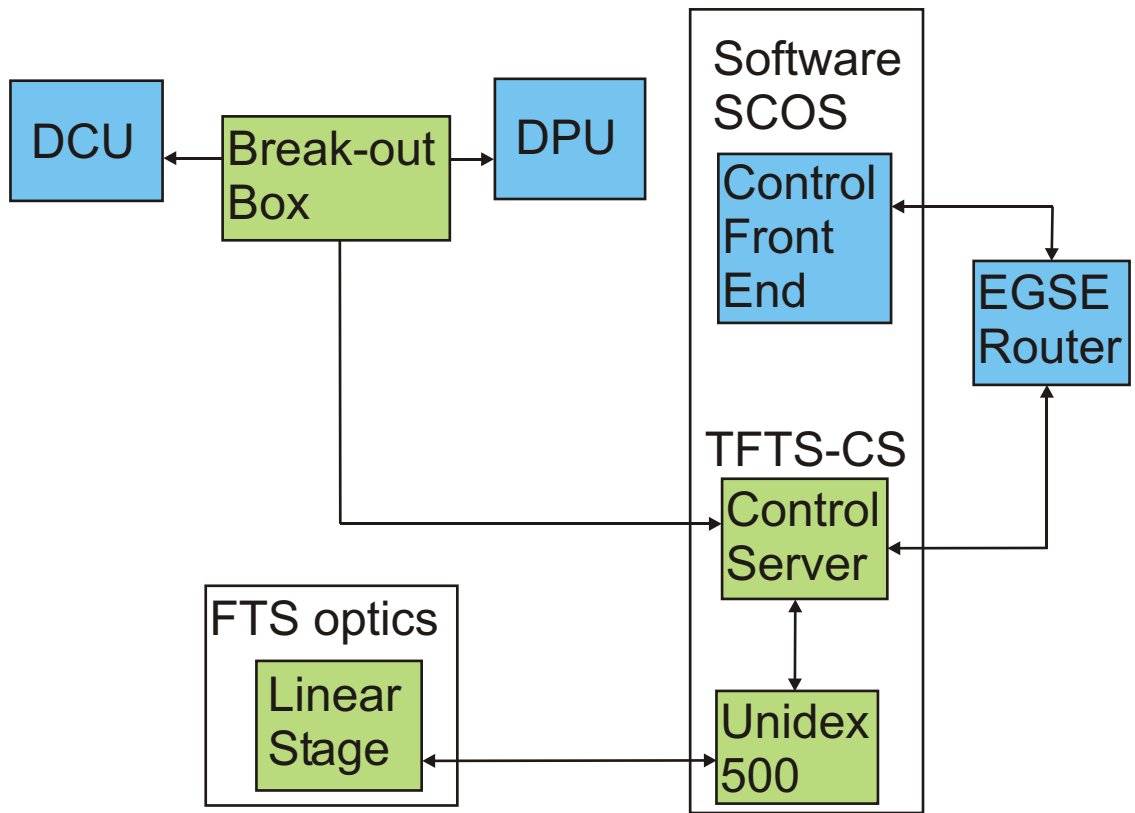 DCU
Break-out
Box
DPU
Software
SCOS
Control
Front
End
EGSE
Router
TFTS-CS
Control
Server
FTS optics
Linear
Stage
Unidex
500